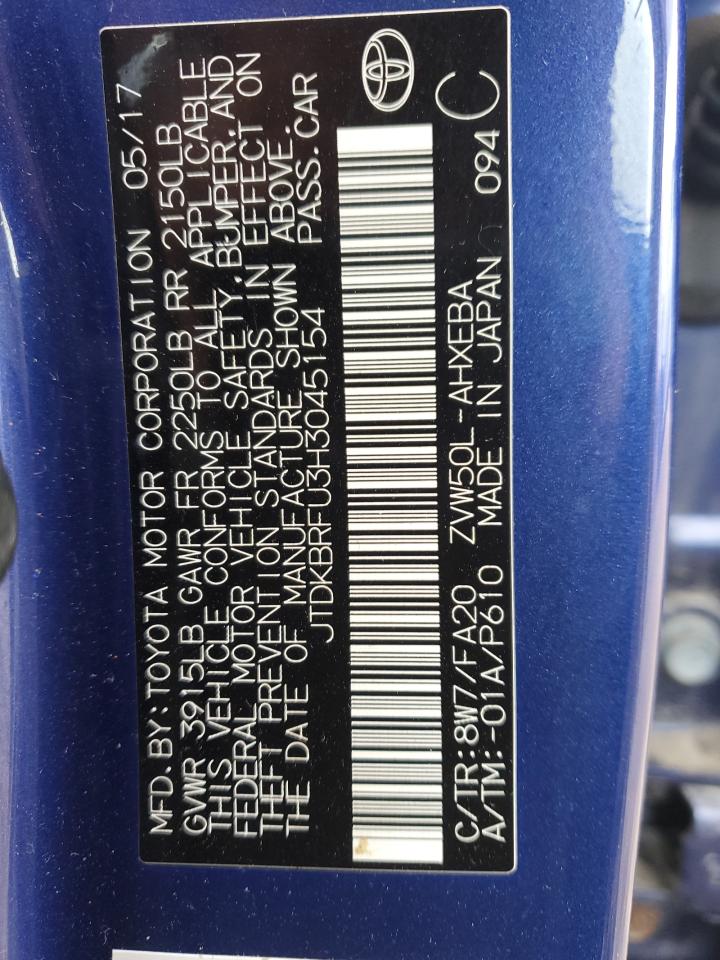 MFD.BY:TOYOTA MOTOR CORPORATION 05/17
GVWR 3915LB GAWR FR 2250LB RR 2150LB
THIS VEHICLE CONFORMS TO ALL APPLICABLE
FEDERAL MOTOR VEHICLE SAFETY,BUMPER,AND
THEFT PREVENTION STANDARDS IN EFFECT ON
THE DATE OF MANUFACTURE SHOWN ABOVE.
JTDKBRFU3H3045154 PASS.CAR
C/TR:8W7/FA20 ZVW50L-AHXEBA
A/TM:-01A/P610 MADE IN JAPAN 094 C